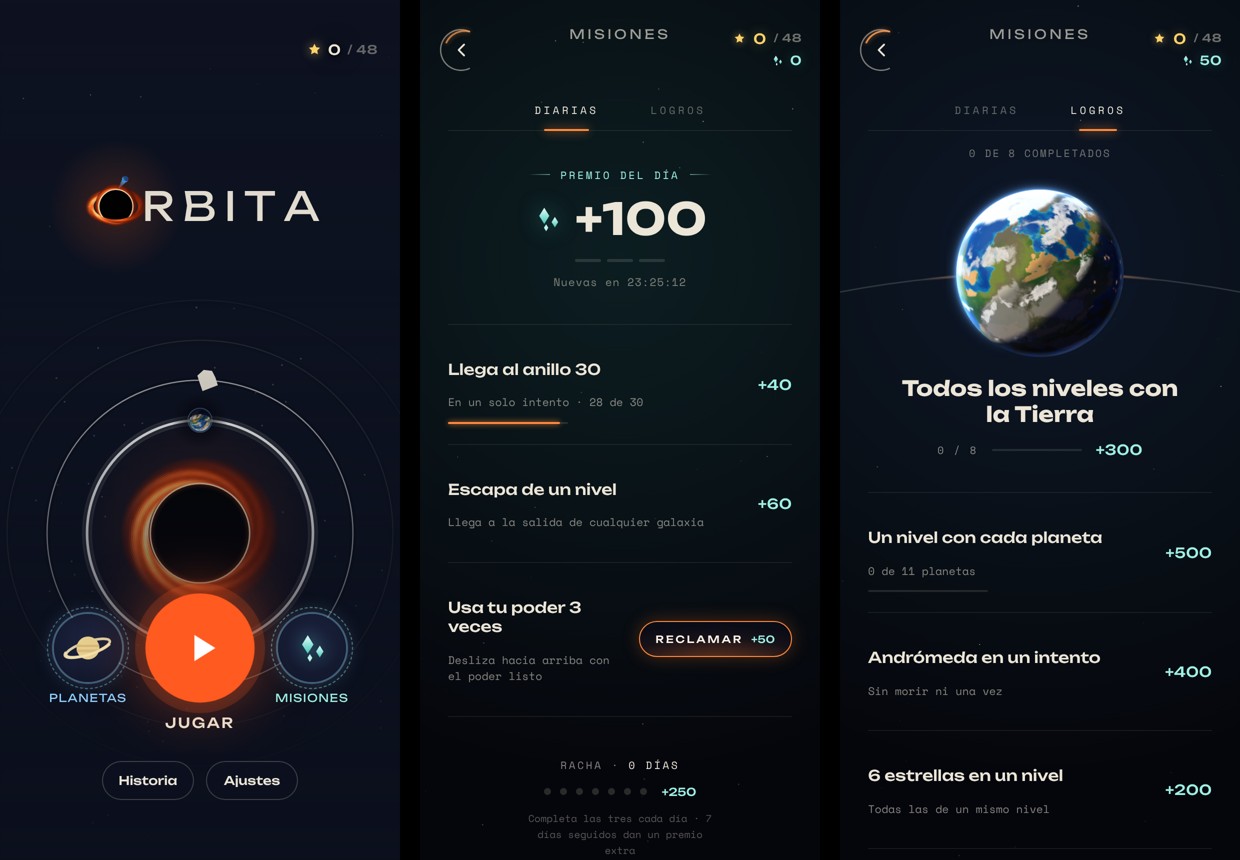 0 / 48
ORBITA
PLANETAS
MISIONES
JUGAR
Historia
Ajustes
MISIONES
0 / 48
0
DIARIAS
LOGROS
PREMIO DEL DÍA
+100
Nuevas en 23:25:12
Llega al anillo 30
En un solo intento · 28 de 30
+40
Escapa de un nivel
Llega a la salida de cualquier galaxia
+60
Usa tu poder 3
veces
Desliza hacia arriba con
el poder listo
RECLAMAR +50
RACHA · 0 DÍAS
+250
Completa las tres cada día · 7
días seguidos dan un premio
extra
MISIONES
0 / 48
50
DIARIAS
LOGROS
0 DE 8 COMPLETADOS
Todos los niveles con
la Tierra
0 / 8
+300
Un nivel con cada planeta
0 de 11 planetas
+500
Andrómeda en un intento
Sin morir ni una vez
+400
6 estrellas en un nivel
Todas las de un mismo nivel
+200